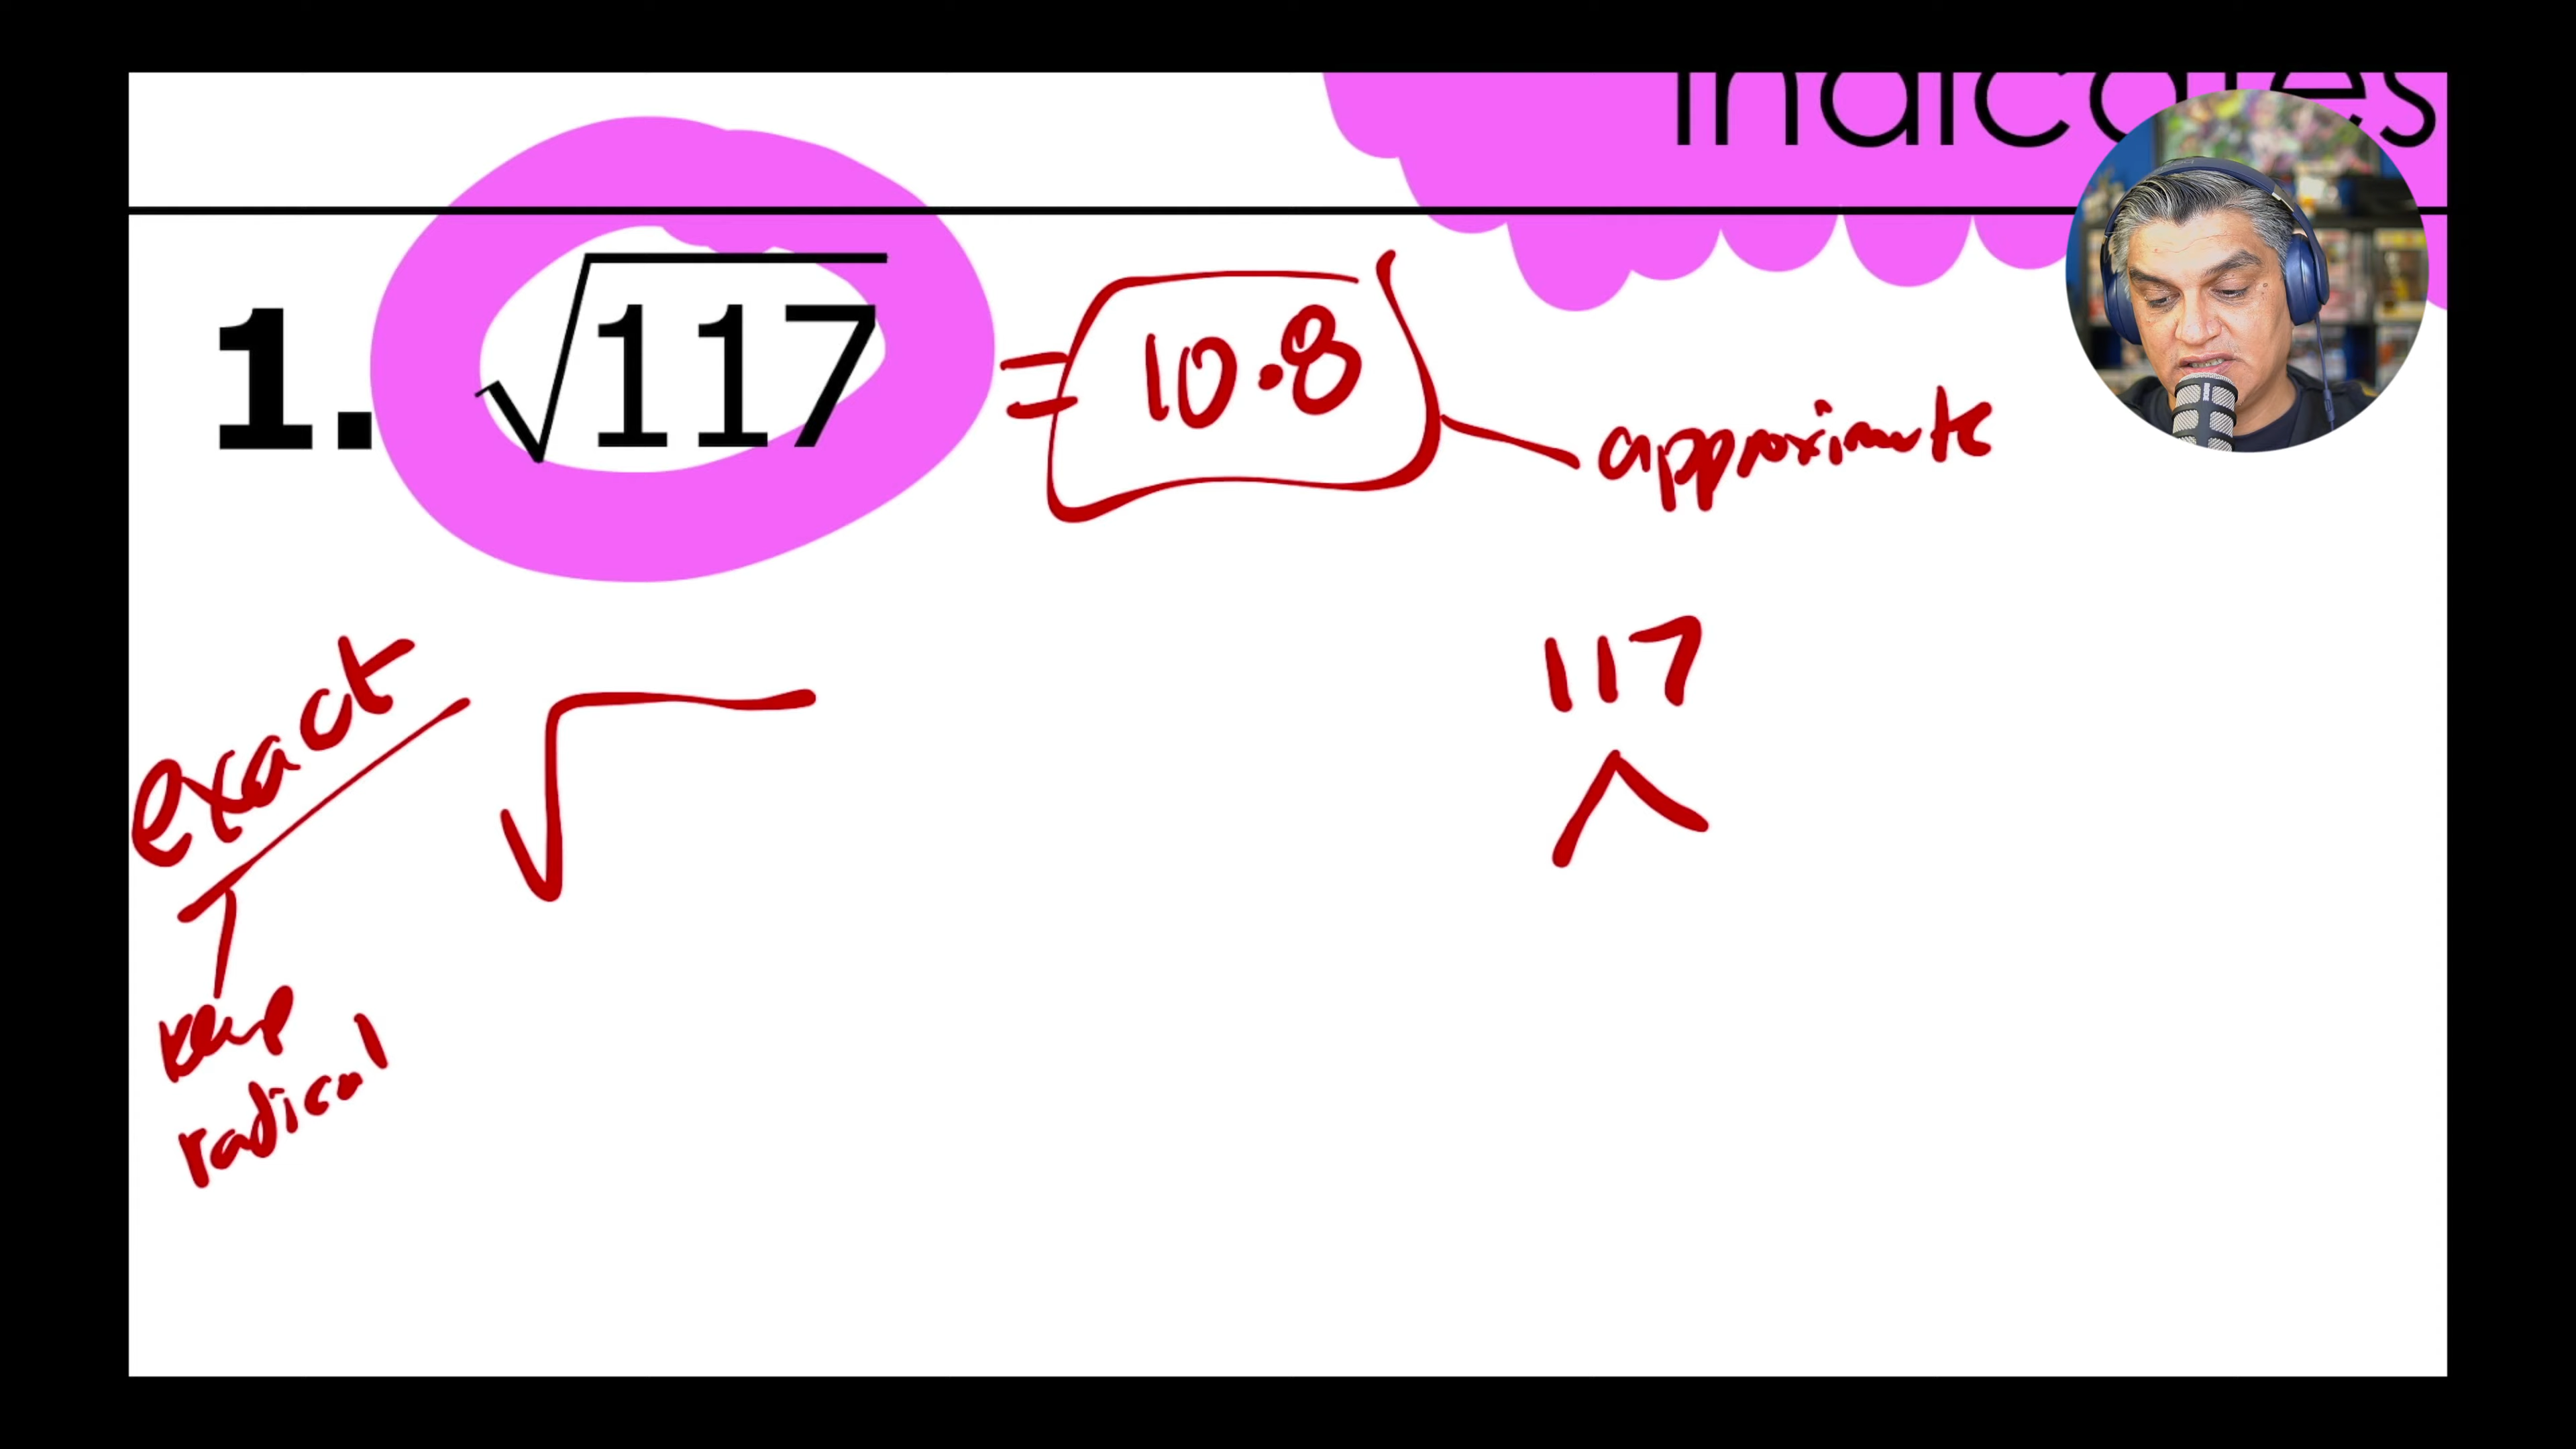 indicates
1. √117 = 10.8
approximate
exact
117
keep
radical